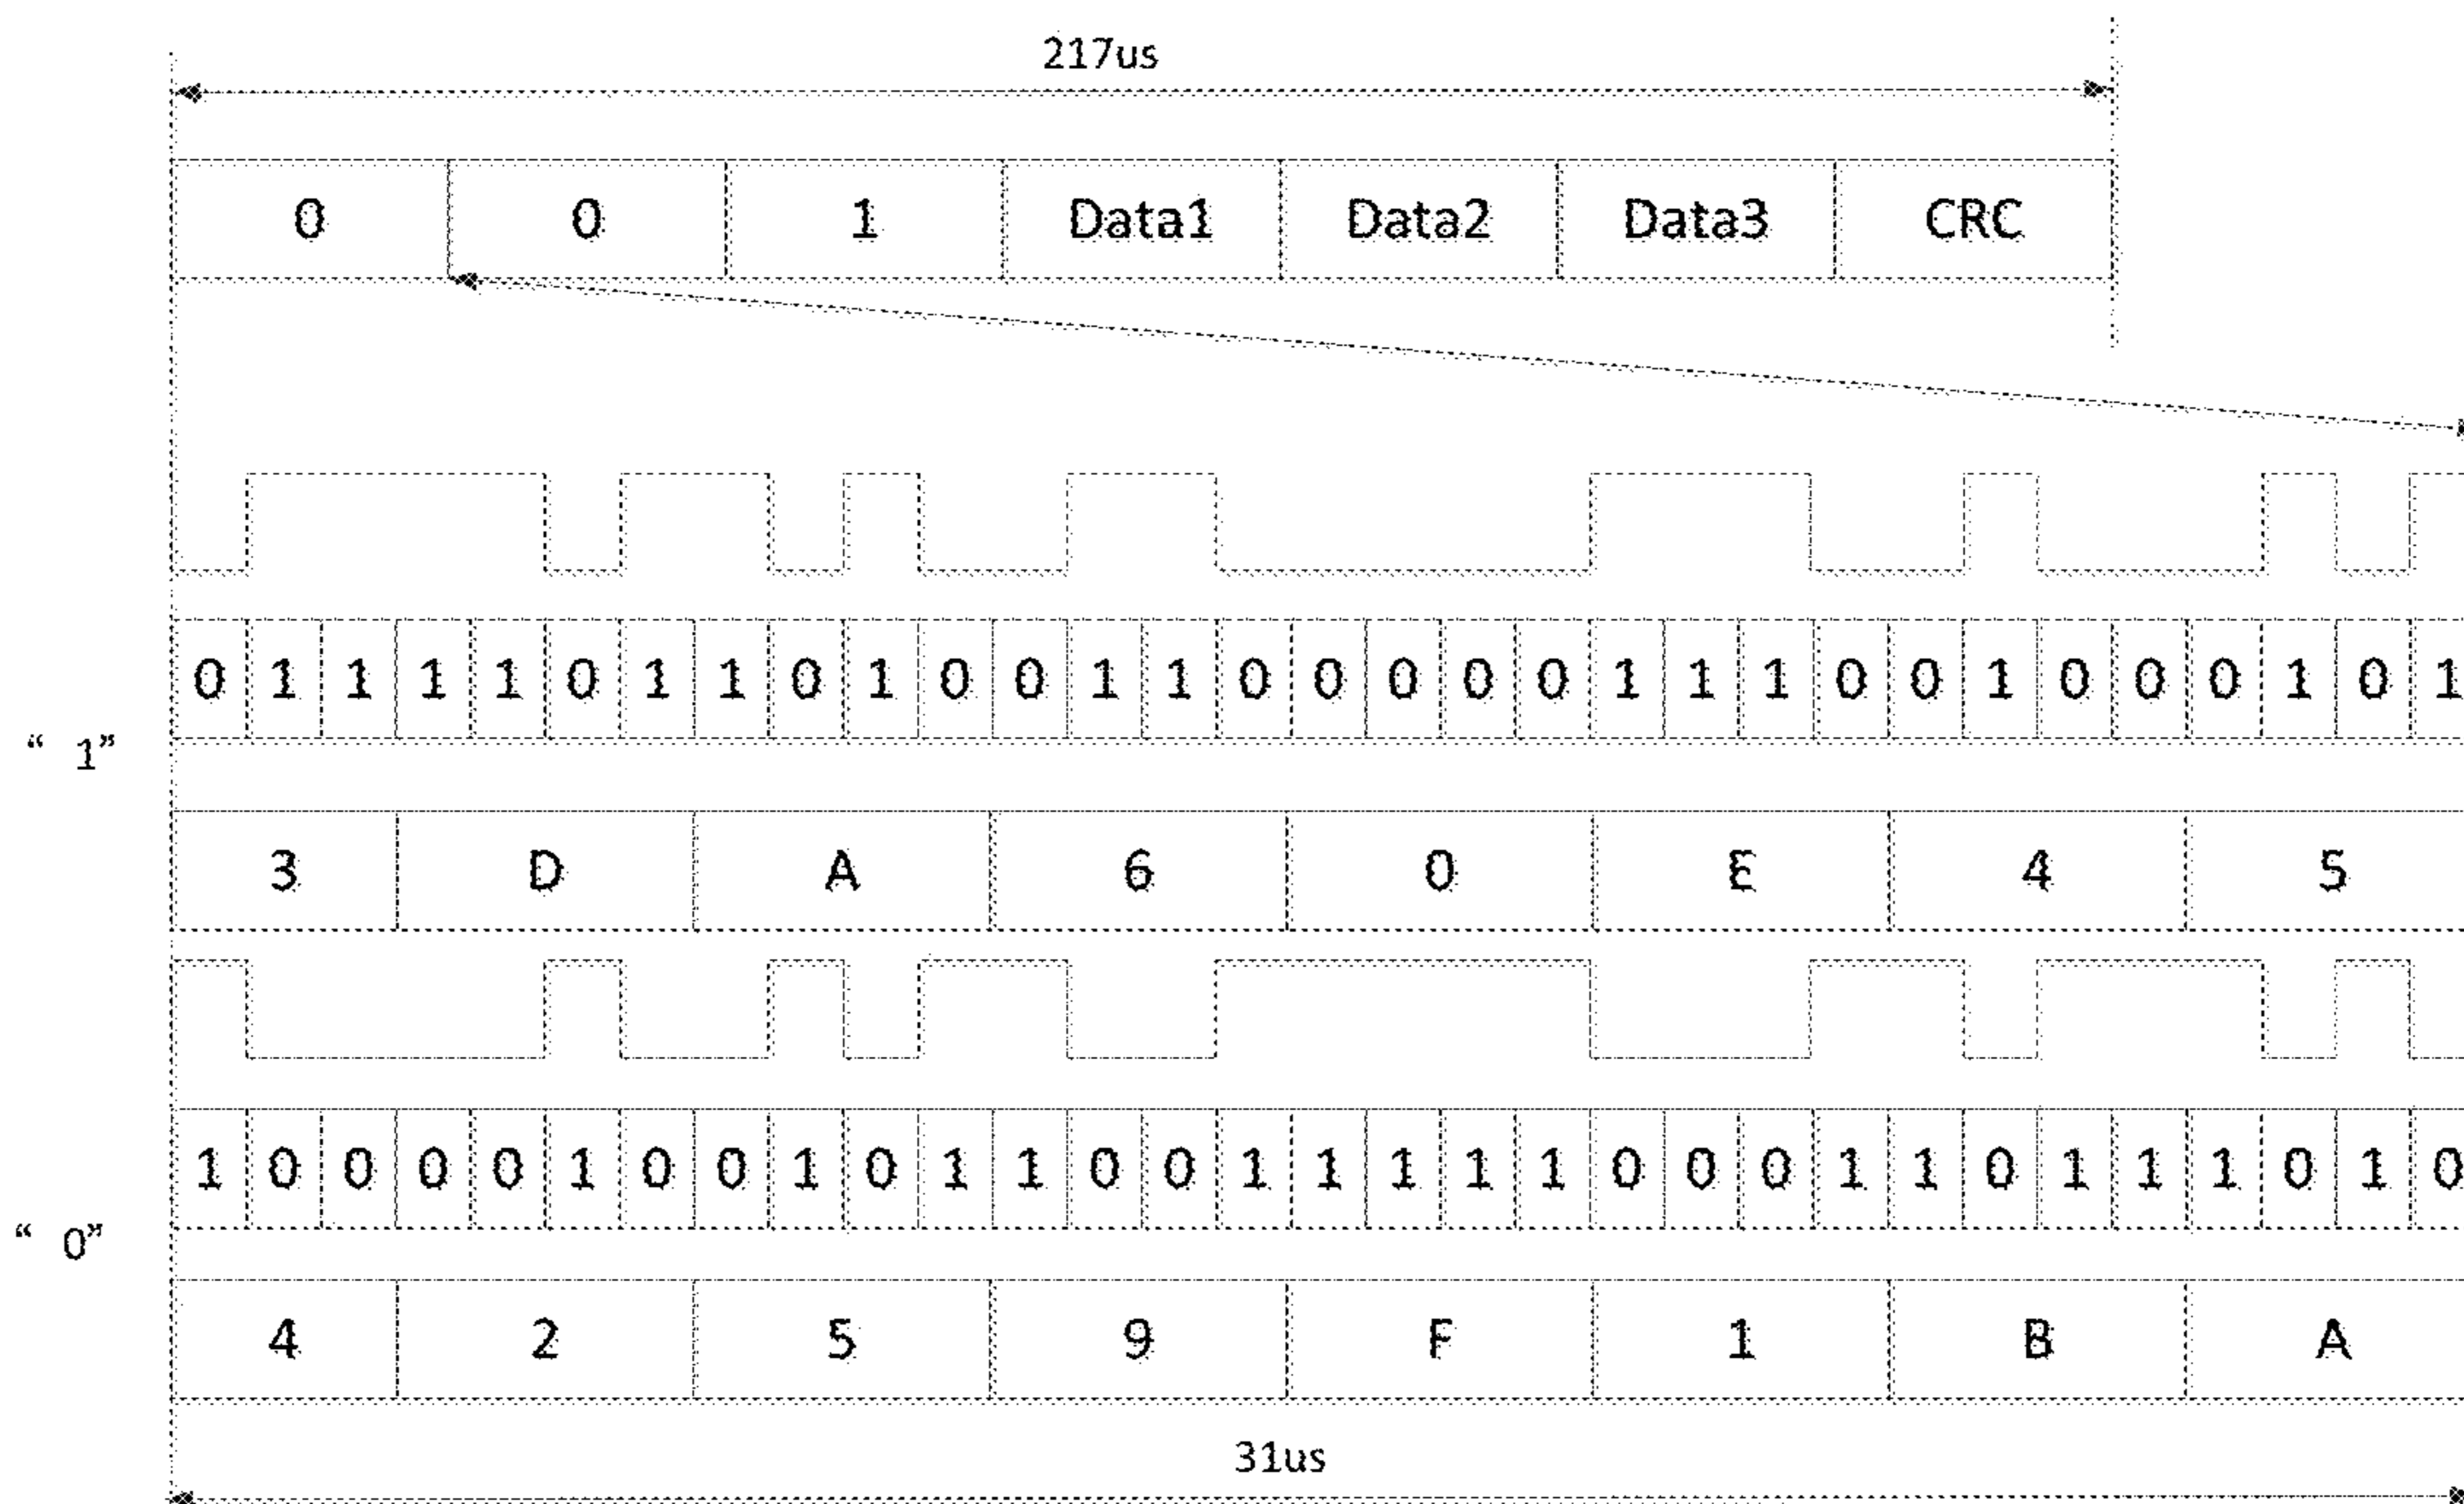 217us
0 0 1 Data1 Data2 Data3 CRC
0 1 1 1 1 0 1 1 0 1 0 0 1 1 0 0 0 0 0 1 1 1 0 0 1 0 0 0 1 0 1
“ 1”
3 D A 6 0 E 4 5
1 0 0 0 0 1 0 0 1 0 1 1 0 0 1 1 1 1 1 0 0 0 1 1 0 1 1 1 0 1 0
“ 0”
4 2 5 9 F 1 B A
31us